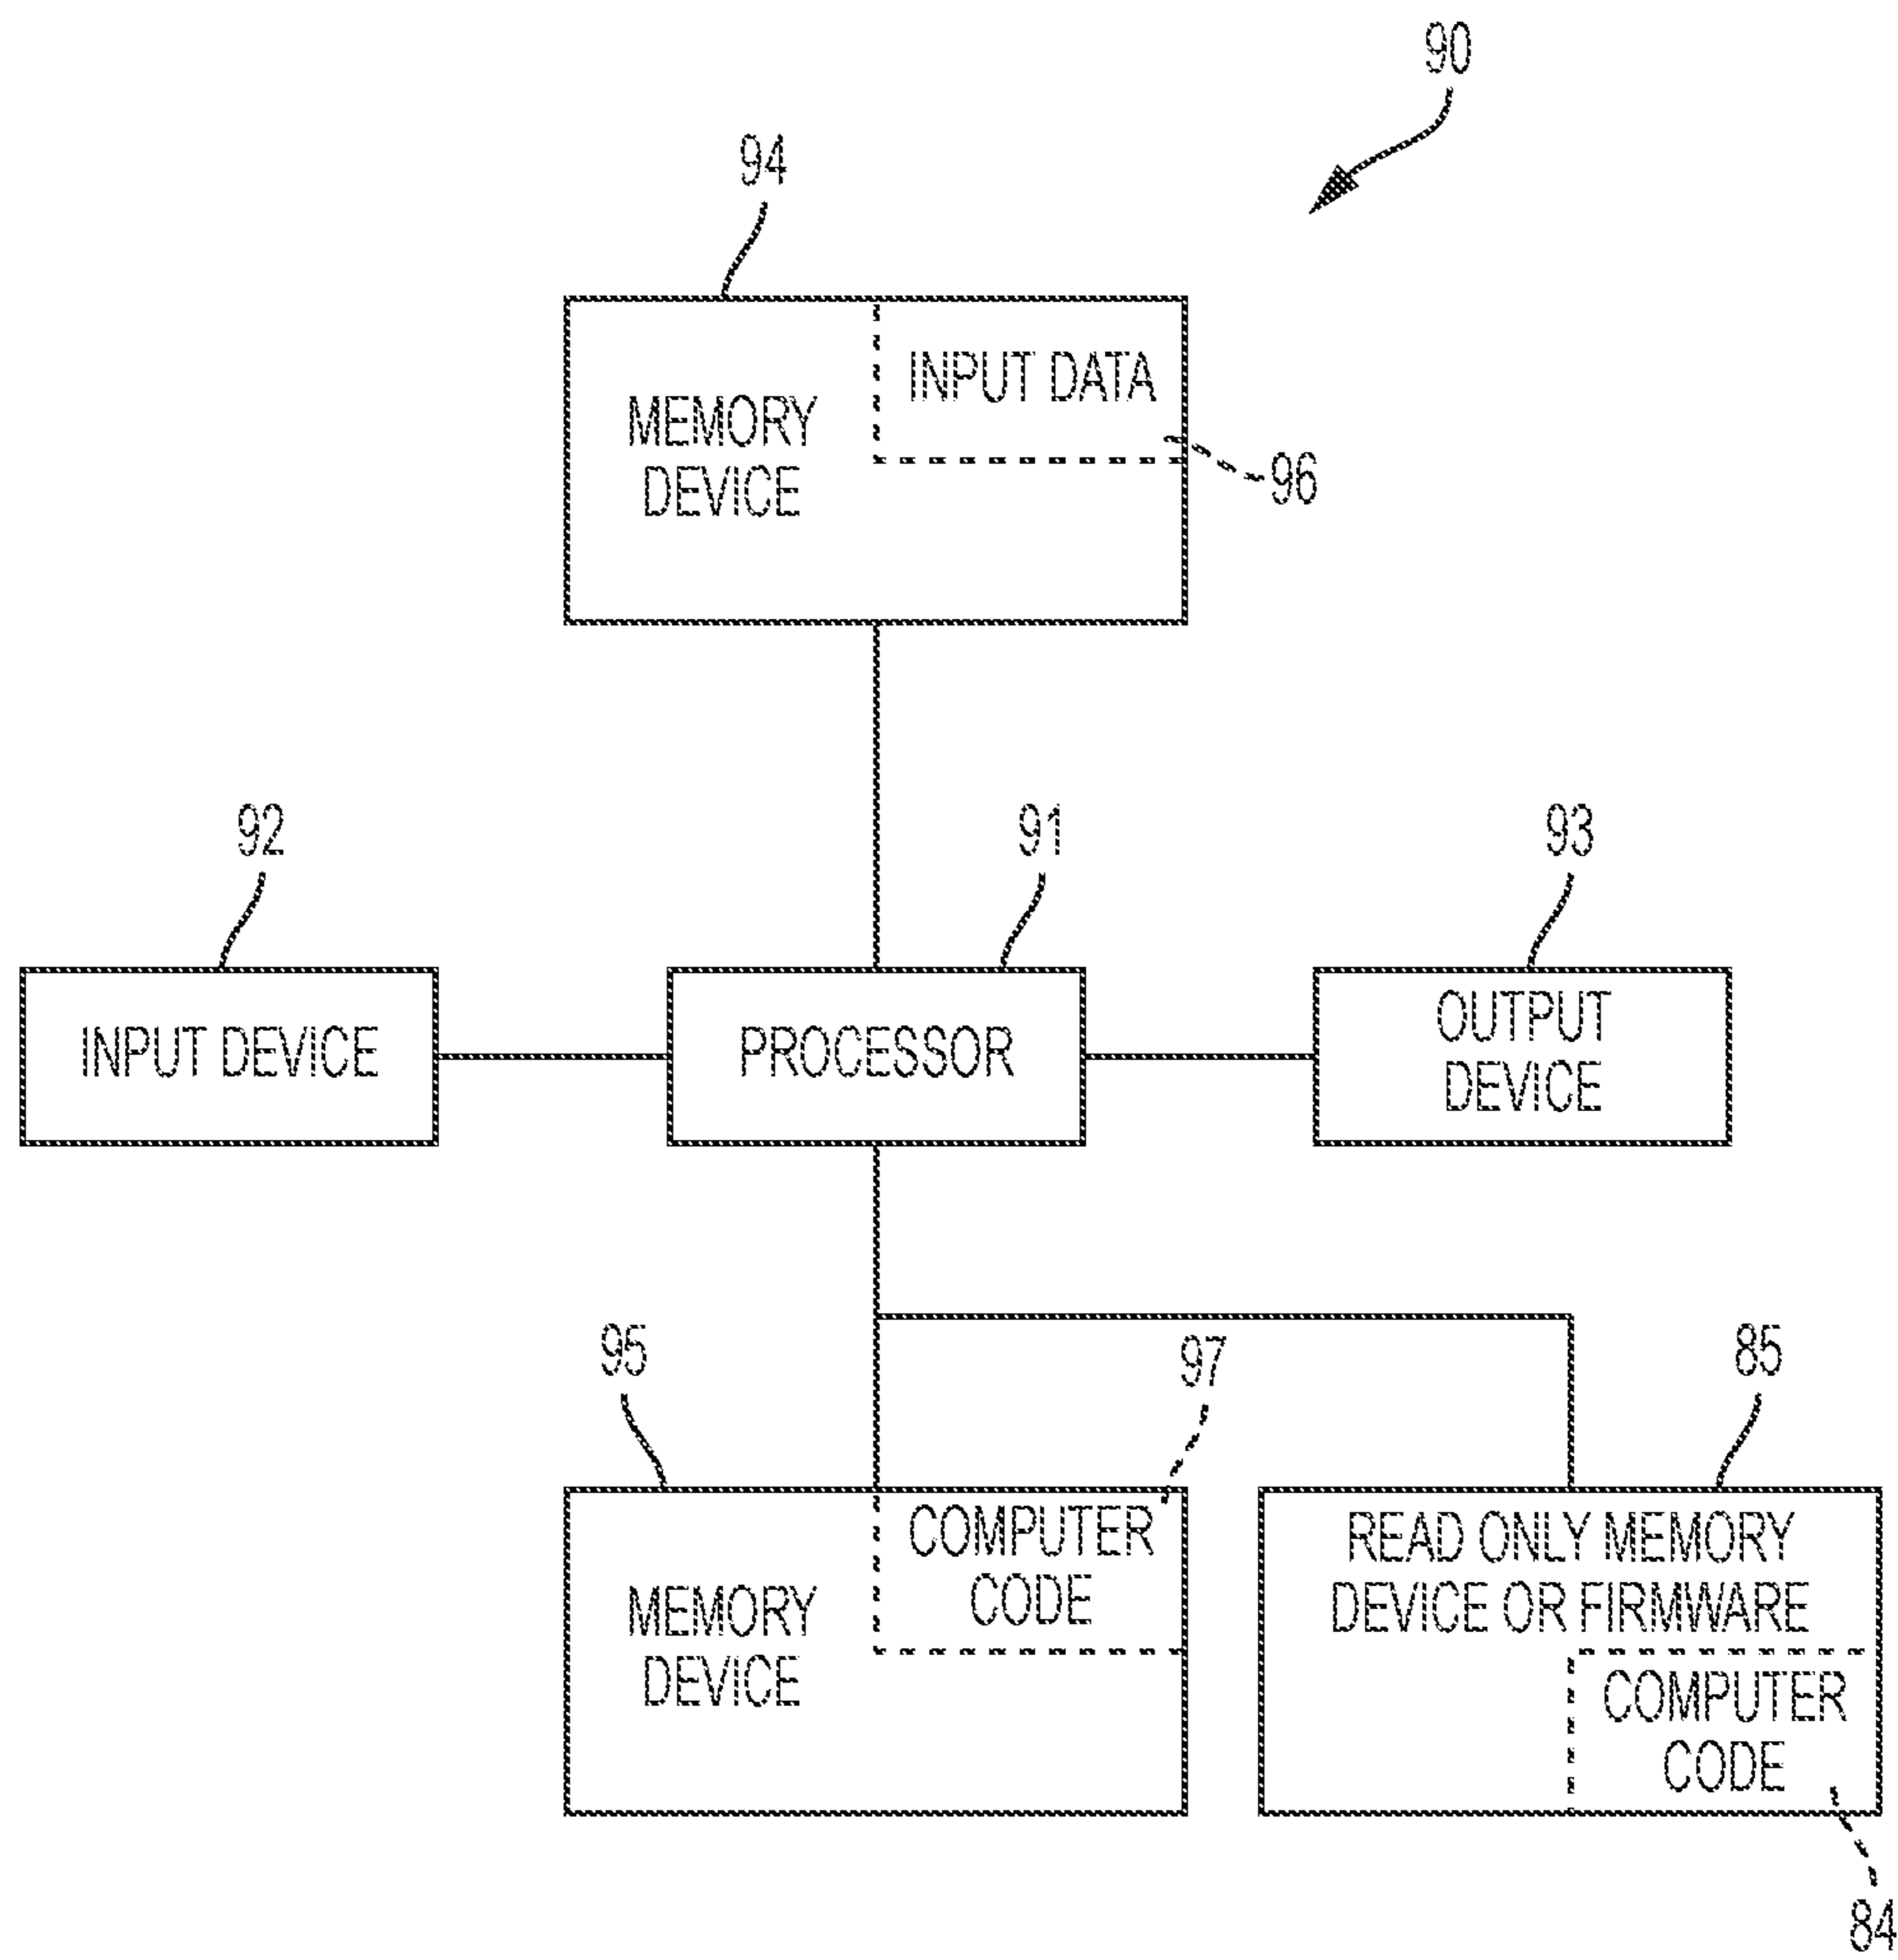 90
94
INPUT DATA
MEMORY
DEVICE
96
92
91
93
INPUT DEVICE
PROCESSOR
OUTPUT
DEVICE
95
97
85
COMPUTER
CODE
MEMORY
DEVICE
READ ONLY MEMORY
DEVICE OR FIRMWARE
COMPUTER
CODE
84